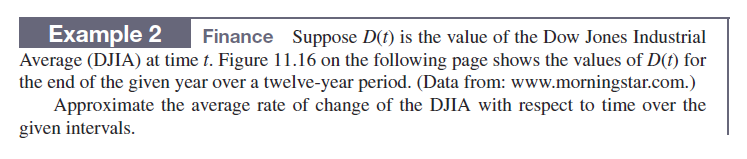 Example 2 Finance Suppose D(t) is the value of the Dow Jones Industrial
Average (DJIA) at time t. Figure 11.16 on the following page shows the values of D(t) for
the end of the given year over a twelve-year period. (Data from: www.morningstar.com.)
Approximate the average rate of change of the DJIA with respect to time over the
given intervals.